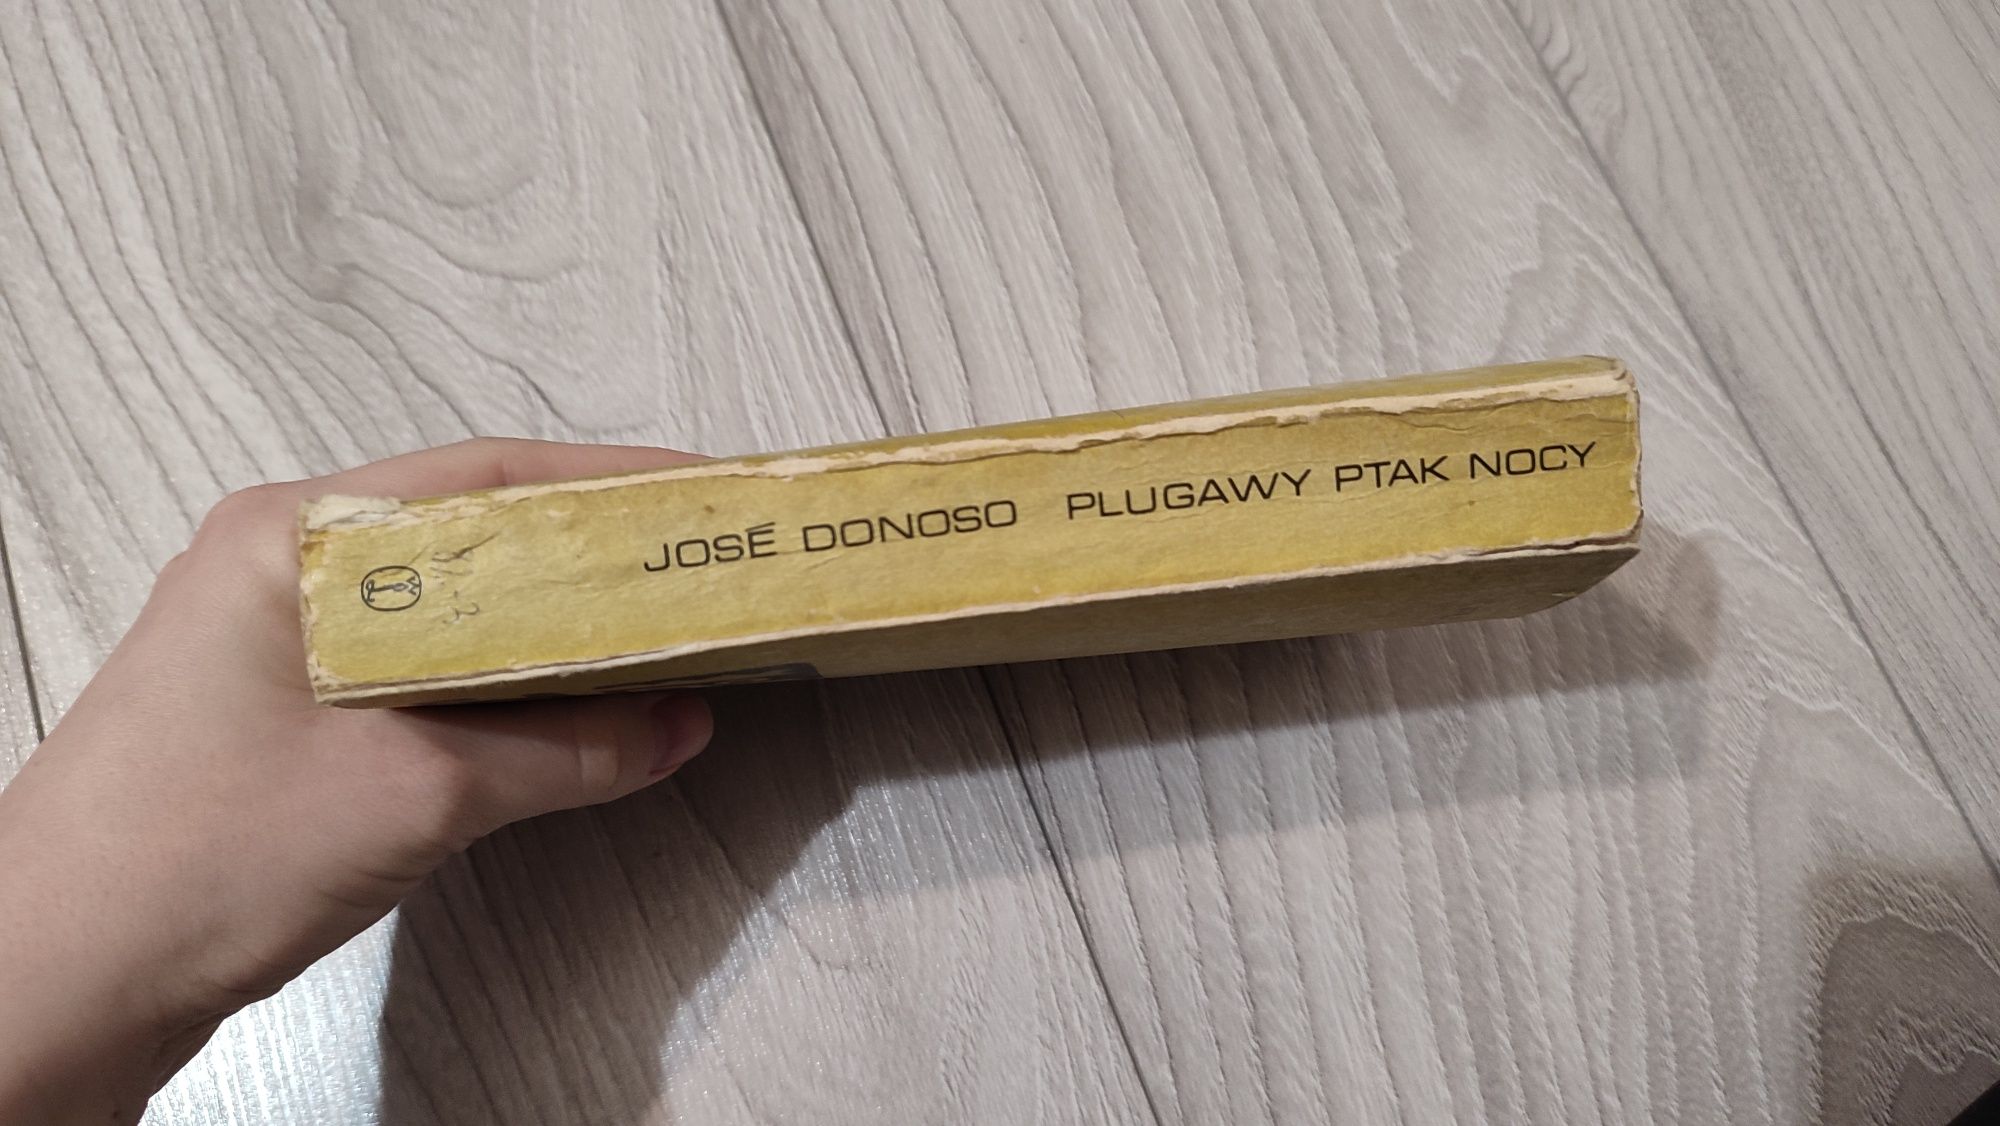 JOSÉ DONOSO PLUGAWY PTAK NOCY